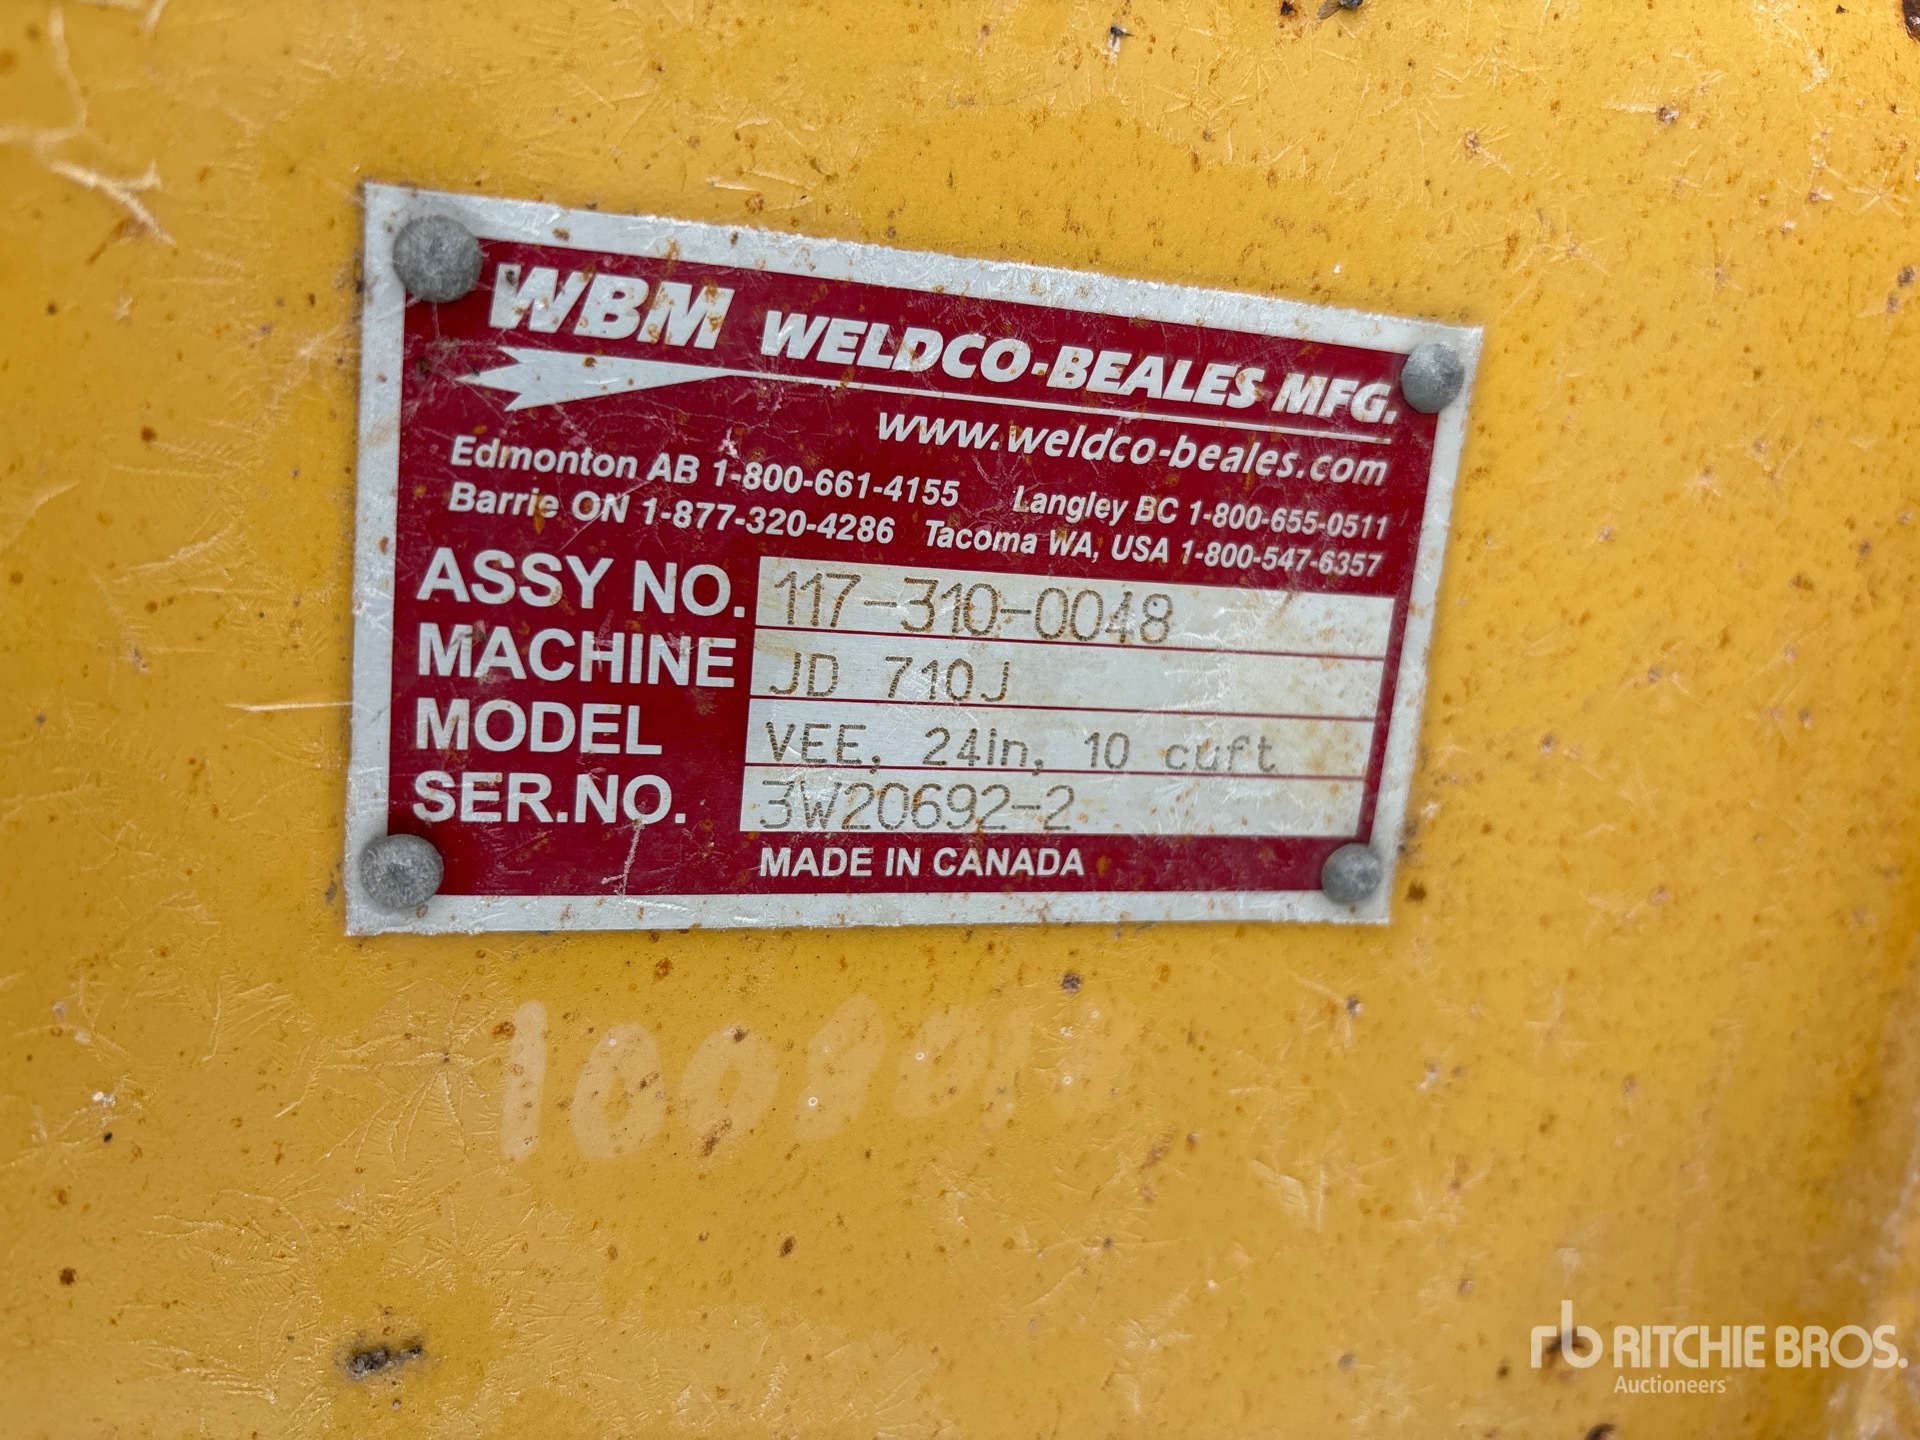 WBM WELDCO-BEALES MFG.
www.weldco-beales.com
Edmonton AB 1-800-661-4155 Langley BC 1-800-655-0511
Barrie ON 1-877-320-4286 Tacoma WA, USA 1-800-547-6357
ASSY NO. 117-310-0048
MACHINE JD 710J
MODEL VEE, 24in, 10 cuft
SER.NO. 3W20692-2
MADE IN CANADA
rb RITCHIE BROS.
Auctioneers